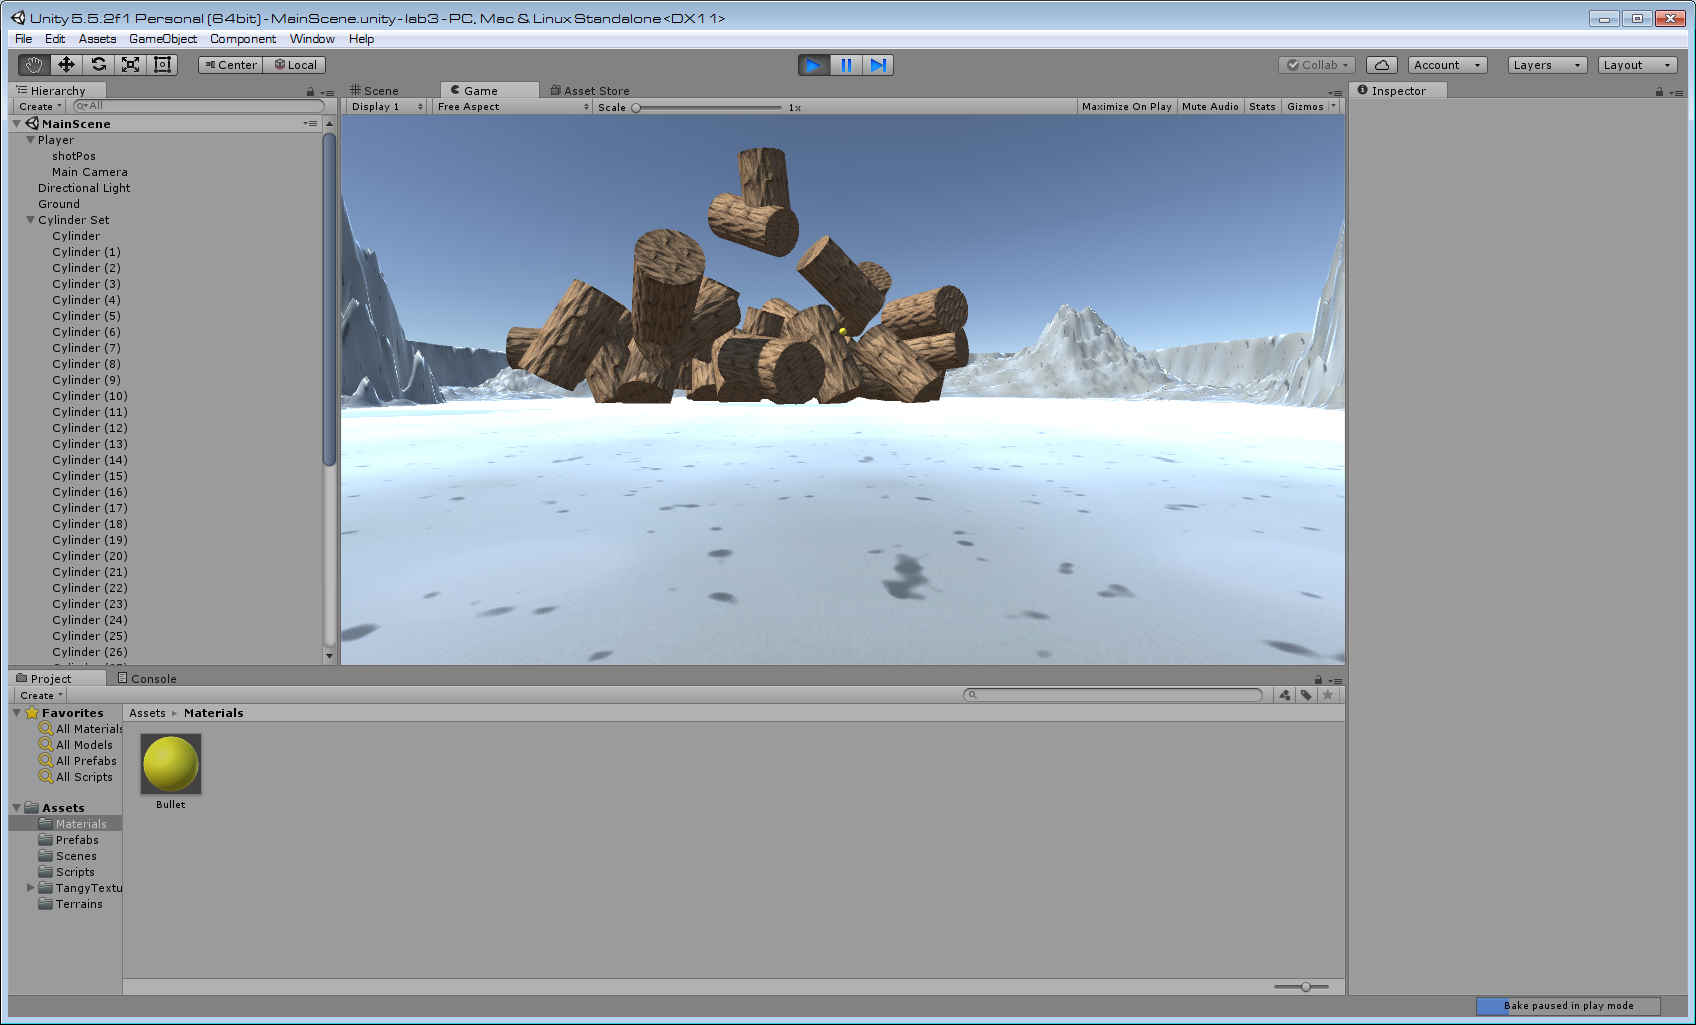 Unity 5.5.2f1 Personal (64bit) - MainScene.unity - lab3 - PC, Mac & Linux Standalone <DX11>
File Edit Assets GameObject Component Window Help
Center Local Collab Account Layers Layout
Hierarchy
Create All
MainScene
Player
shotPos
Main Camera
Directional Light
Ground
Cylinder Set
Cylinder
Cylinder (1)
Cylinder (2)
Cylinder (3)
Cylinder (4)
Cylinder (5)
Cylinder (6)
Cylinder (7)
Cylinder (8)
Cylinder (9)
Cylinder (10)
Cylinder (11)
Cylinder (12)
Cylinder (13)
Cylinder (14)
Cylinder (15)
Cylinder (16)
Cylinder (17)
Cylinder (18)
Cylinder (19)
Cylinder (20)
Cylinder (21)
Cylinder (22)
Cylinder (23)
Cylinder (24)
Cylinder (25)
Cylinder (26)
Scene Game Asset Store
Display 1 Free Aspect Scale 1x Maximize On Play Mute Audio Stats Gizmos
Inspector
Project Console
Create
Favorites
All Materials
All Models
All Prefabs
All Scripts
Assets
Materials
Prefabs
Scenes
Scripts
TangyTextu
Terrains
Assets ▸ Materials
Bullet
Bake paused in play mode